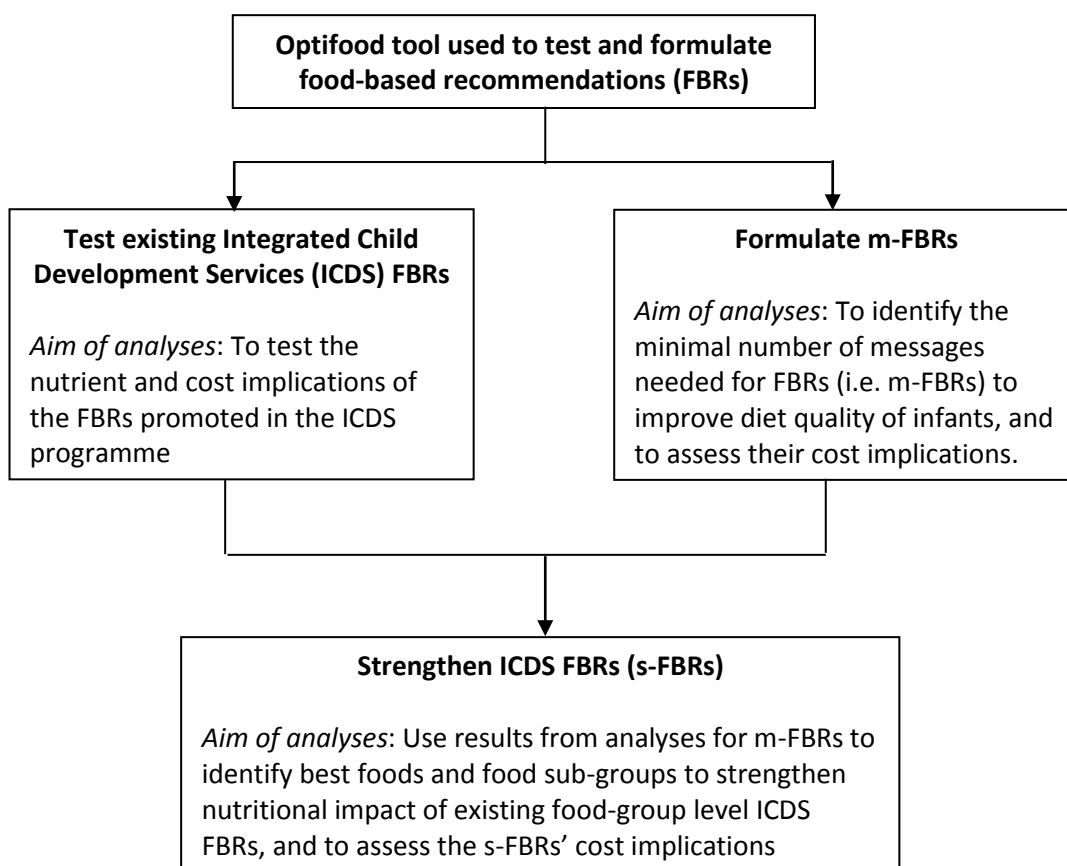 Optifood tool used to test and formulate
food-based recommendations (FBRs)
Test existing Integrated Child
Development Services (ICDS) FBRs
Aim of analyses: To test the
nutrient and cost implications of
the FBRs promoted in the ICDS
programme
Formulate m-FBRs
Aim of analyses: To identify the
minimal number of messages
needed for FBRs (i.e. m-FBRs) to
improve diet quality of infants, and
to assess their cost implications.
Strengthen ICDS FBRs (s-FBRs)
Aim of analyses: Use results from analyses for m-FBRs to
identify best foods and food sub-groups to strengthen
nutritional impact of existing food-group level ICDS
FBRs, and to assess the s-FBRs’ cost implications